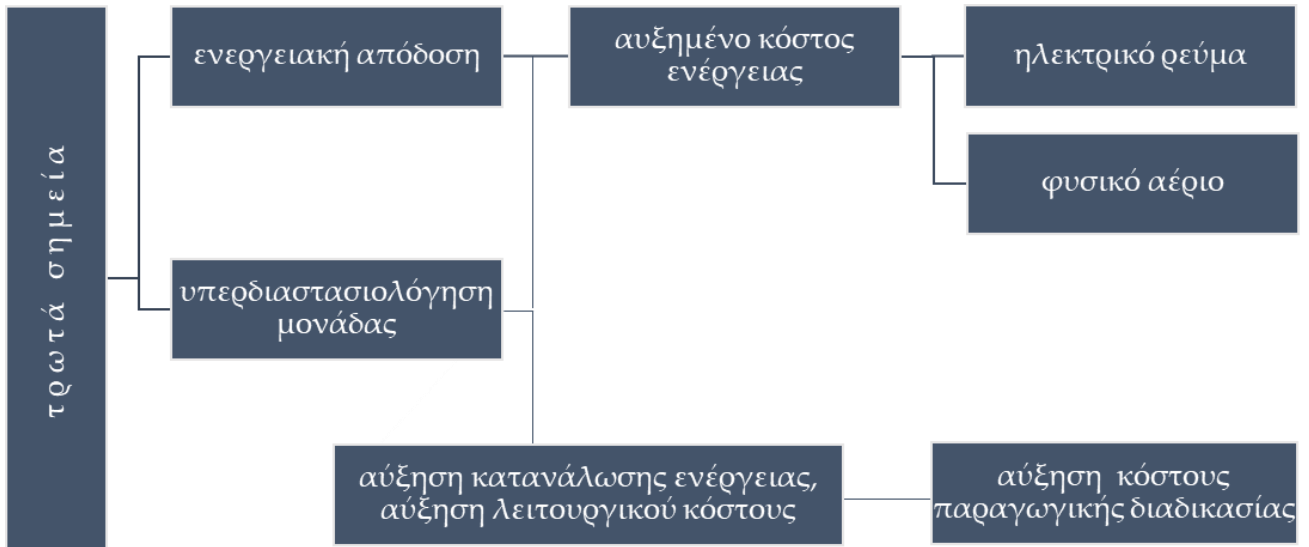 τρωτά σημεία
ενεργειακή απόδοση
αυξημένο κόστος
ενέργειας
ηλεκτρικό ρεύμα
φυσικό αέριο
υπερδιαστασιολόγηση
μονάδας
αύξηση κατανάλωσης ενέργειας,
αύξηση λειτουργικού κόστους
αύξηση κόστους
παραγωγικής διαδικασίας